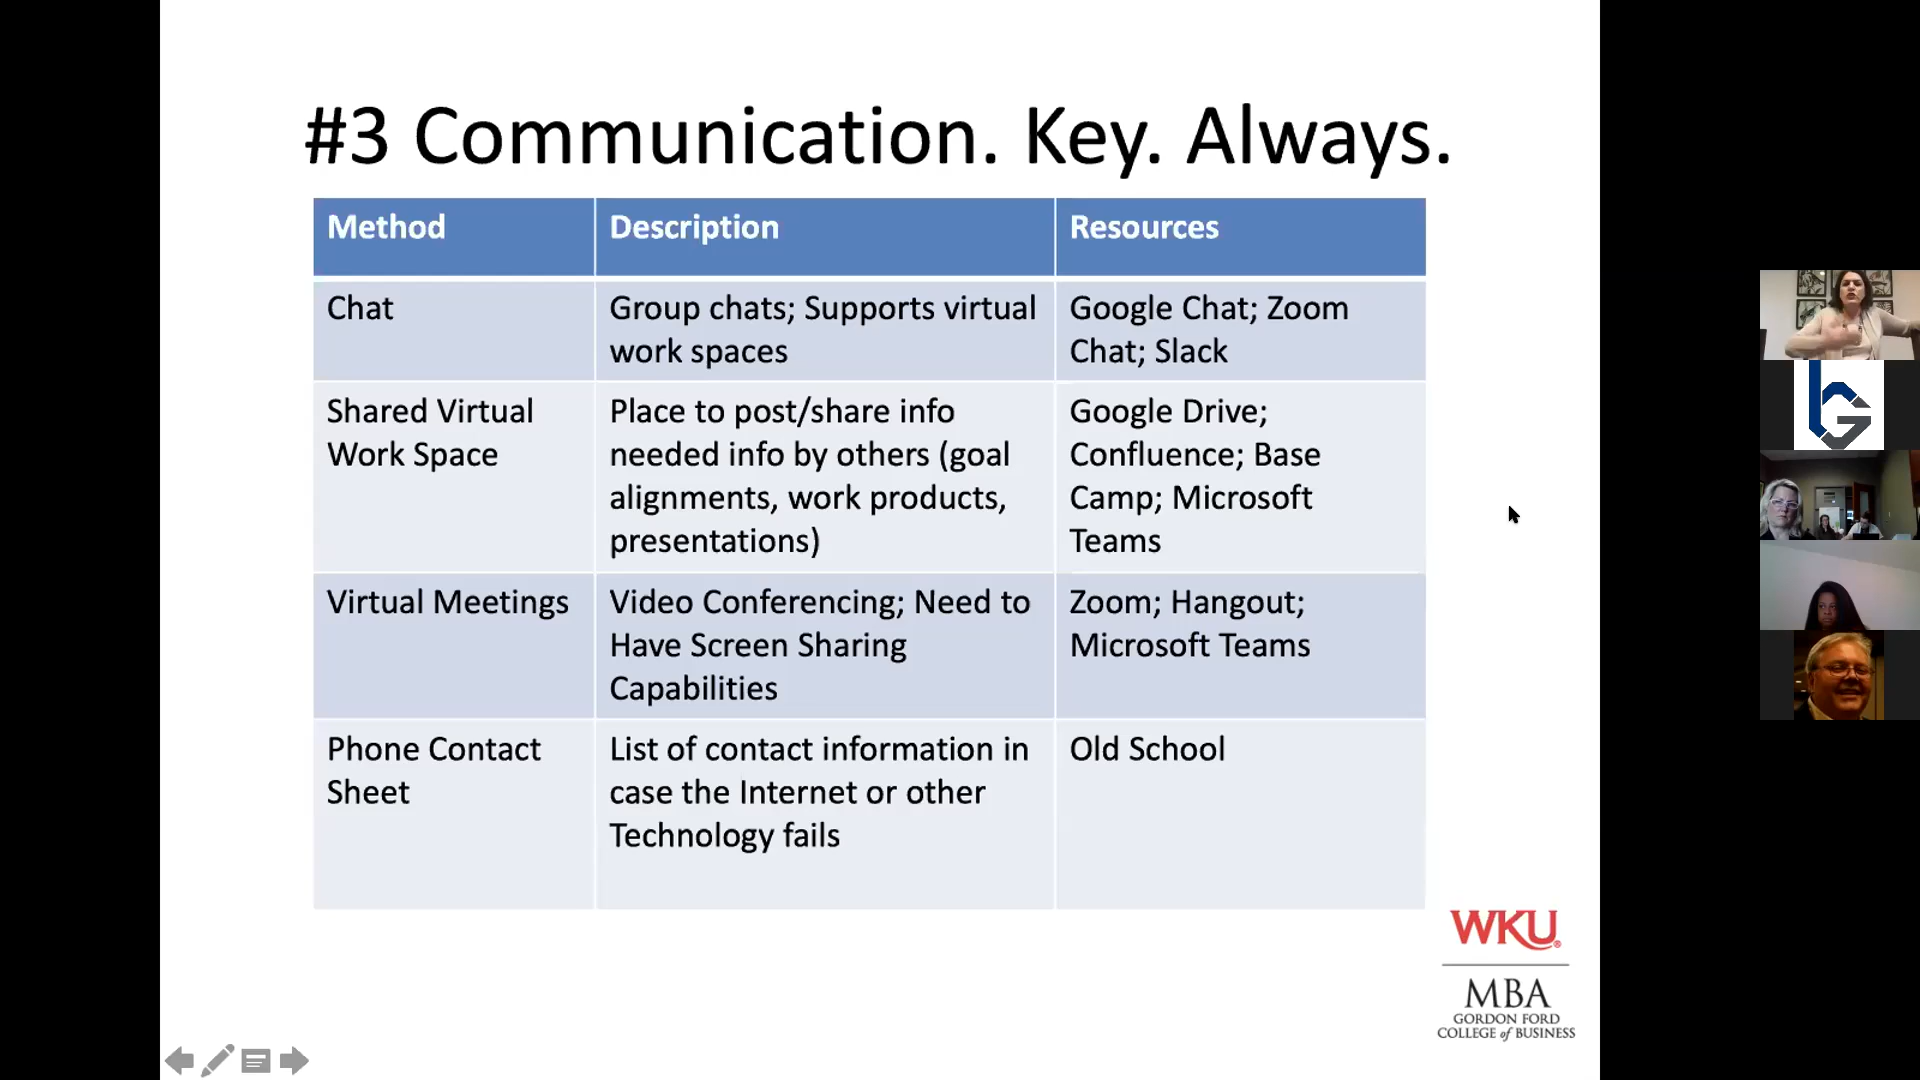 #3 Communication. Key. Always.
Method
Description
Resources
Chat
Group chats; Supports virtual
work spaces
Google Chat; Zoom
Chat; Slack
Shared Virtual
Work Space
Place to post/share info
needed info by others (goal
alignments, work products,
presentations)
Google Drive;
Confluence; Base
Camp; Microsoft
Teams
Virtual Meetings
Video Conferencing; Need to
Have Screen Sharing
Capabilities
Zoom; Hangout;
Microsoft Teams
Phone Contact
Sheet
List of contact information in
case the Internet or other
Technology fails
Old School
WKU®
MBA
GORDON FORD
COLLEGE of BUSINESS
bG